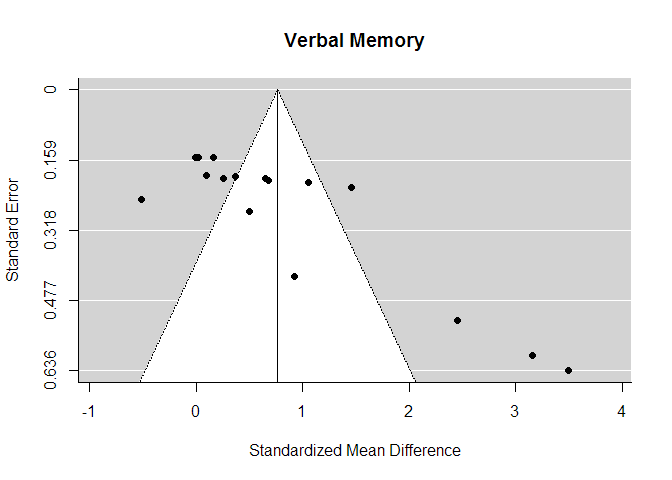 Verbal Memory
0
0.159
0.318
0.477
0.636
Standard Error
-1 0 1 2 3 4
Standardized Mean Difference